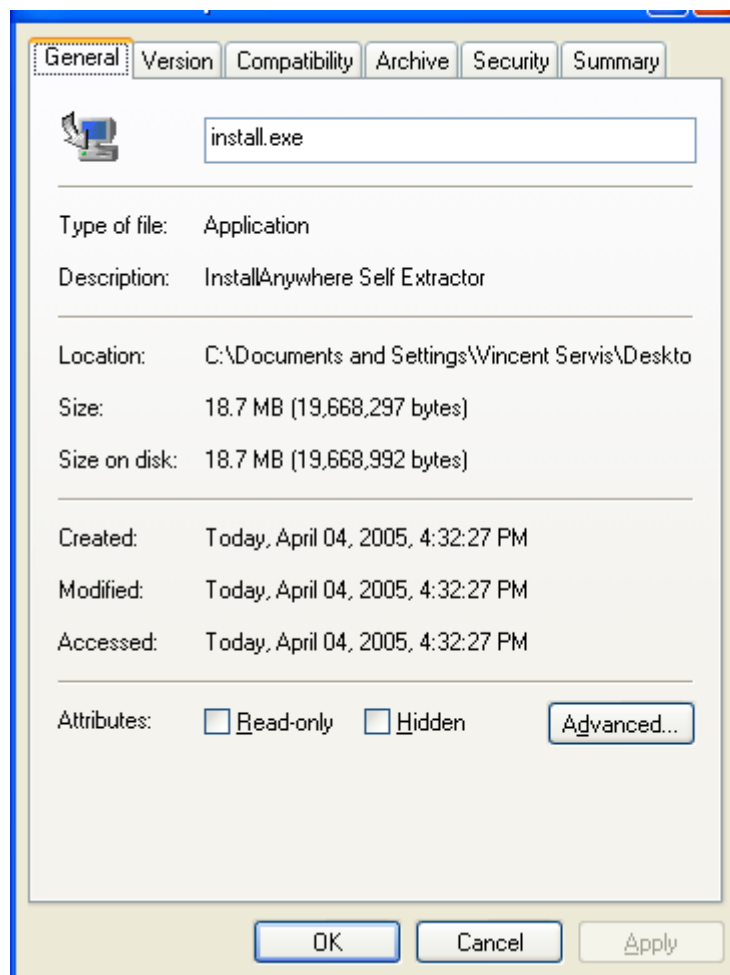 General Version Compatibility Archive Security Summary
install.exe
Type of file: Application
Description: InstallAnywhere Self Extractor
Location: C:\Documents and Settings\Vincent Servis\Deskto
Size: 18.7 MB (19,668,297 bytes)
Size on disk: 18.7 MB (19,668,992 bytes)
Created: Today, April 04, 2005, 4:32:27 PM
Modified: Today, April 04, 2005, 4:32:27 PM
Accessed: Today, April 04, 2005, 4:32:27 PM
Attributes: Read-only Hidden Advanced...
OK Cancel Apply